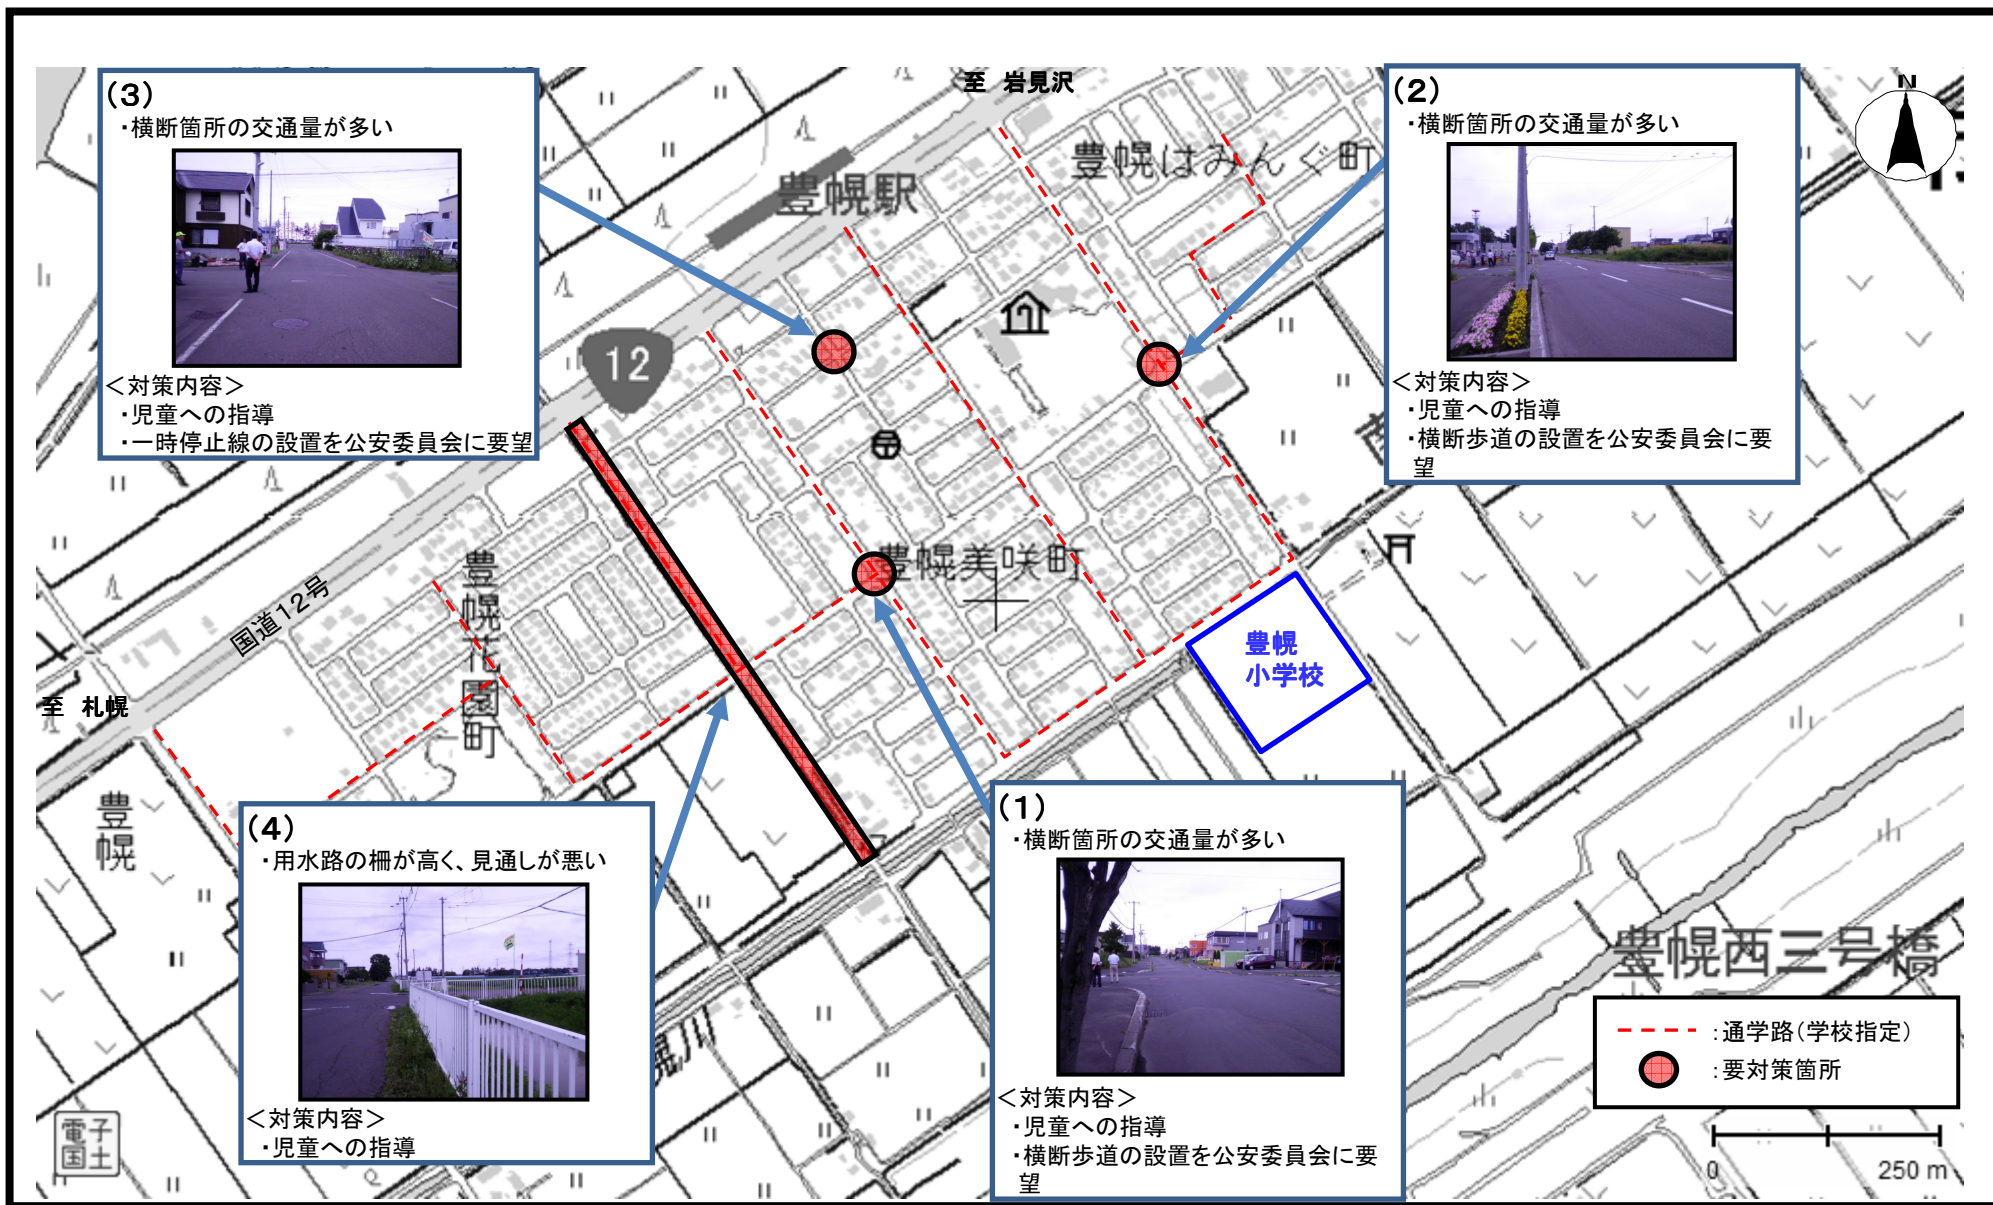 (3)
・横断箇所の交通量が多い
<対策内容>
・児童への指導
・一時停止線の設置を公安委員会に要望
至 岩見沢
(2)
・横断箇所の交通量が多い
<対策内容>
・児童への指導
・横断歩道の設置を公安委員会に要
望
N
豊幌はみんぐ町
豊幌駅
12
豊幌美咲町
豊幌花園町
国道12号
至 札幌
豊幌
小学校
豊幌
(4)
・用水路の柵が高く、見通しが悪い
<対策内容>
・児童への指導
(1)
・横断箇所の交通量が多い
<対策内容>
・児童への指導
・横断歩道の設置を公安委員会に要
望
豊幌西三号橋
:通学路(学校指定)
:要対策箇所
0 250 m
電子
国土